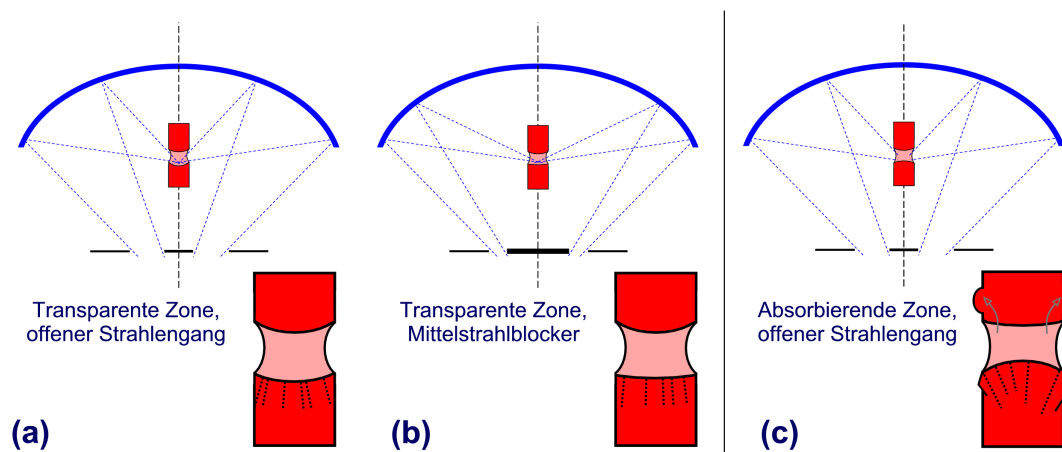 Transparente Zone,
offener Strahlengang
(a)
Transparente Zone,
Mittelstrahlblocker
(b)
Absorbierende Zone,
offener Strahlengang
(c)